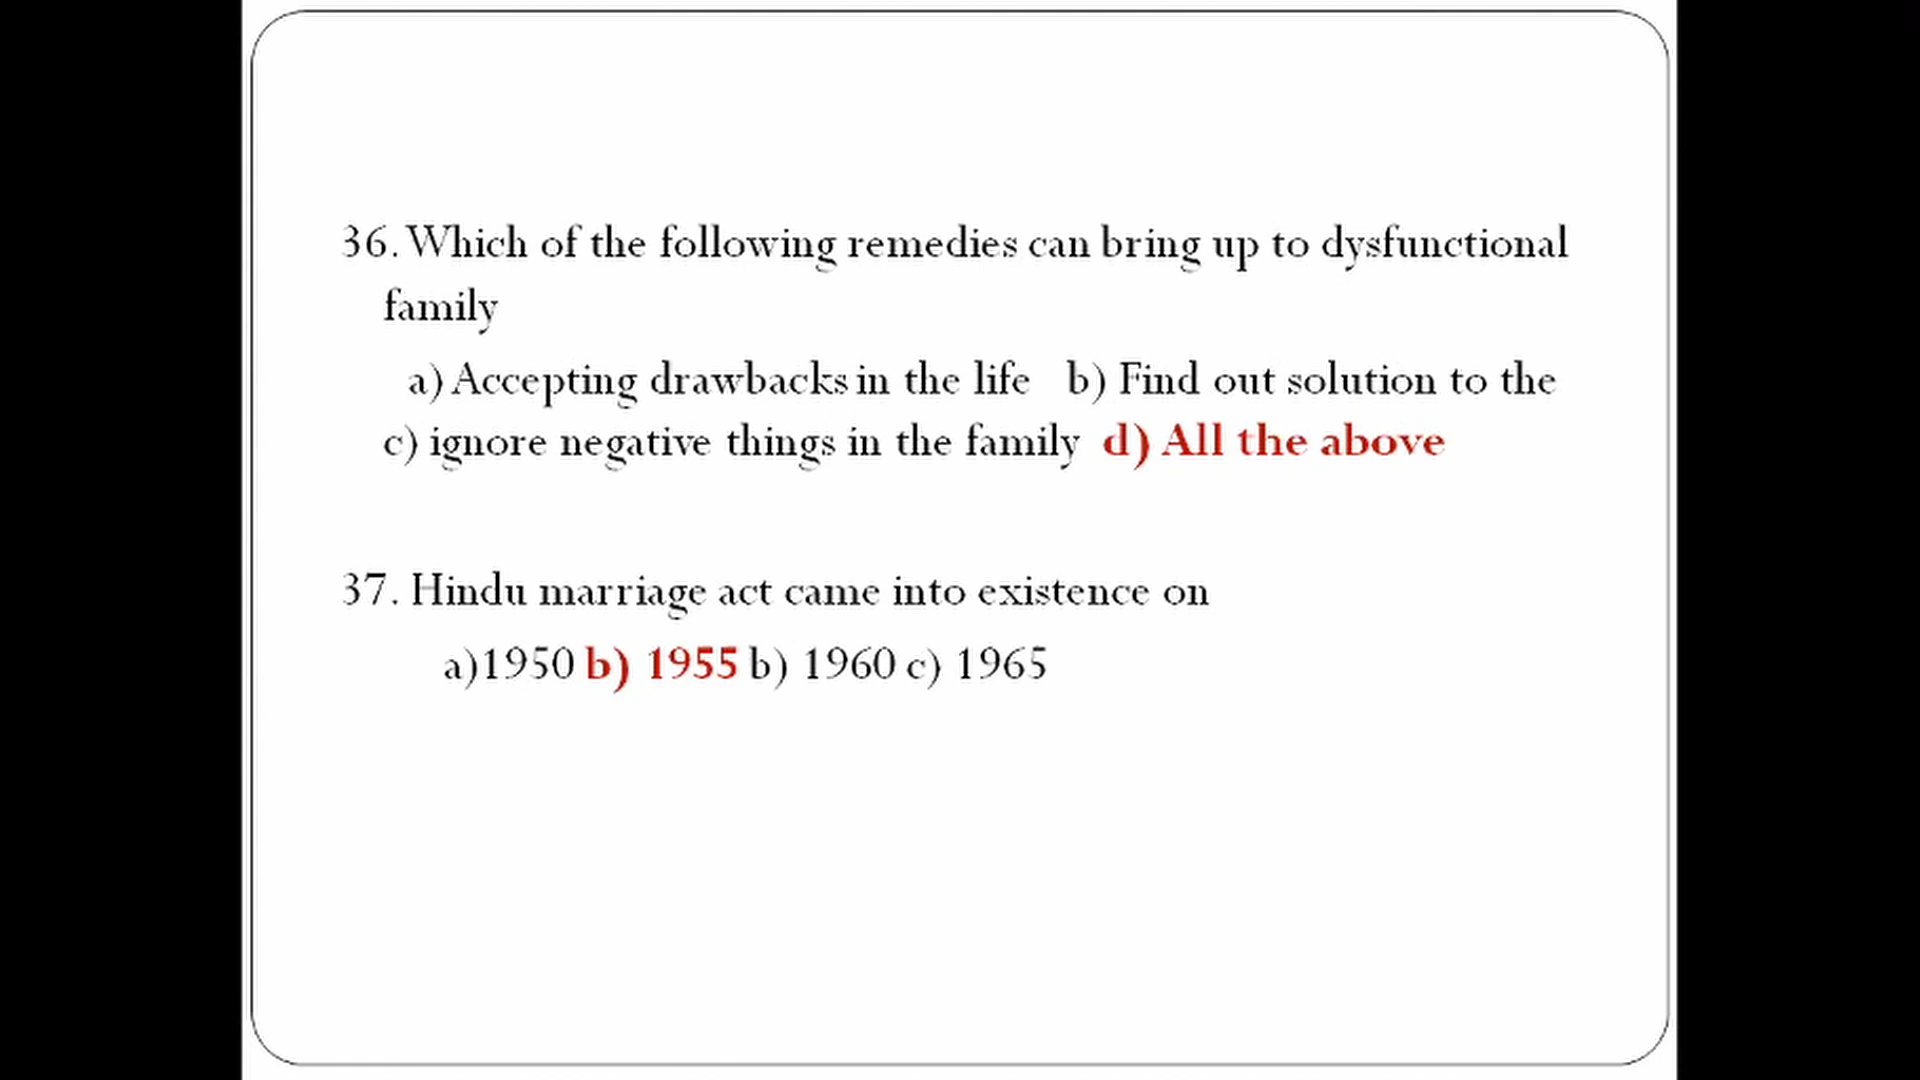 36. Which of the following remedies can bring up to dysfunctional
family
a) Accepting drawbacks in the life b) Find out solution to the
c) ignore negative things in the family d) All the above
37. Hindu marriage act came into existence on
a)1950 b) 1955 b) 1960 c) 1965